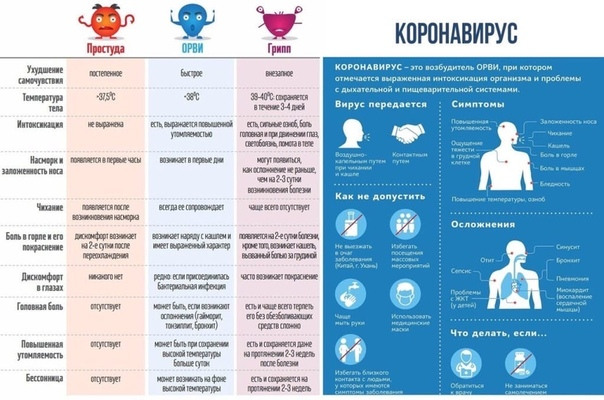 Простуда
ОРВИ
Грипп
Ухудшение
самочувствия
постепенное
быстрое
внезапное
Температура
тела
≈37,5⁰С
≈38⁰С
38-40⁰С сохраняется
в течение 3-4 дней
Интоксикация
не выражена
есть, выражается повышенной
утомляемостью
есть, сильные озноб, боль
головная и при движении глаз,
светобоязнь, ломота в теле
Насморк и
заложенность носа
появляется в первые часы
возникает в первые дни
могут появиться,
как осложнение не раньше,
чем на 2-3 сутки
возникновения болезни
Чихание
появляется после
возникновения насморка
всегда ее сопровождает
чаще всего отсутствует
Боль в горле и его
покраснение
дискомфорт возникает
на 2-е сутки после
переохлаждения
возникает наряду с кашлем и
имеет выраженный характер
появляется на 2-е сутки болезни,
кроме того, возникает кашель,
вызванный болью за грудиной
Дискомфорт
в глазах
никакого нет
редко: если присоединилась
бактериальная инфекция
часто возникает покраснение
Головная боль
отсутствует
может быть, если возникают
осложнения (гайморит,
тонзиллит, бронхит)
есть и чаще всего терпеть
его без обезболивающих
средств сложно
Повышенная
утомляемость
отсутствует
может быть при сохранении
высокой температуры
больше суток
есть и сохраняется даже
на протяжении 2-3 недель
после болезни
Бессонница
отсутствует
может возникать на фоне
высокой температуры
есть и сохраняется на
протяжении 2-3 недель
КОРОНАВИРУС
КОРОНАВИРУС – это возбудитель ОРВИ, при котором
отмечается выраженная интоксикация организма и проблемы
с дыхательной и пищеварительной системами.
Вирус передается
Воздушно-
капельным путем
при чихании
и кашле
Контактным
путем
Симптомы
Повышенная
утомляемость
Ощущение
тяжести
в грудной
клетке
Заложенность носа
Чихание
Кашель
Боль в горле
Боль в мышцах
Бледность
Повышение температуры, озноб
Как не допустить
Не выезжать
в очаг
заболевания
(Китай, г. Ухань)
Избегать
посещения
массовых
мероприятий
Чаще
мыть руки
Использовать
медицинские
маски
Избегать близкого
контакта с людьми,
у которых имеются
симптомы заболевания
Осложнения
Отит
Сепсис
Проблемы
с ЖКТ
(у детей)
Синусит
Бронхит
Пневмония
Миокардит
(воспаление
сердечной
мышцы)
Что делать, если...
Обратиться
к врачу
Не заниматься
самолечением